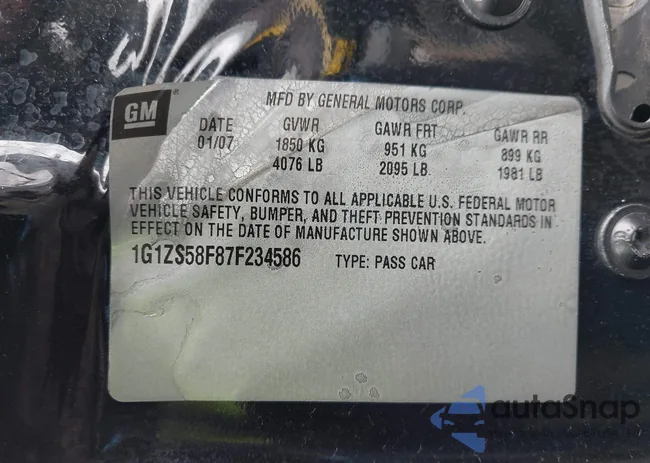 GM ®
MFD BY GENERAL MOTORS CORP.
DATE GVWR GAWR FRT GAWR RR
01/07 1850 KG 951 KG 899 KG
4076 LB 2095 LB 1981 LB
THIS VEHICLE CONFORMS TO ALL APPLICABLE U.S. FEDERAL MOTOR
VEHICLE SAFETY, BUMPER, AND THEFT PREVENTION STANDARDS IN
EFFECT ON THE DATE OF MANUFACTURE SHOWN ABOVE.
1G1ZS58F87F234586 TYPE: PASS CAR
autoSnap